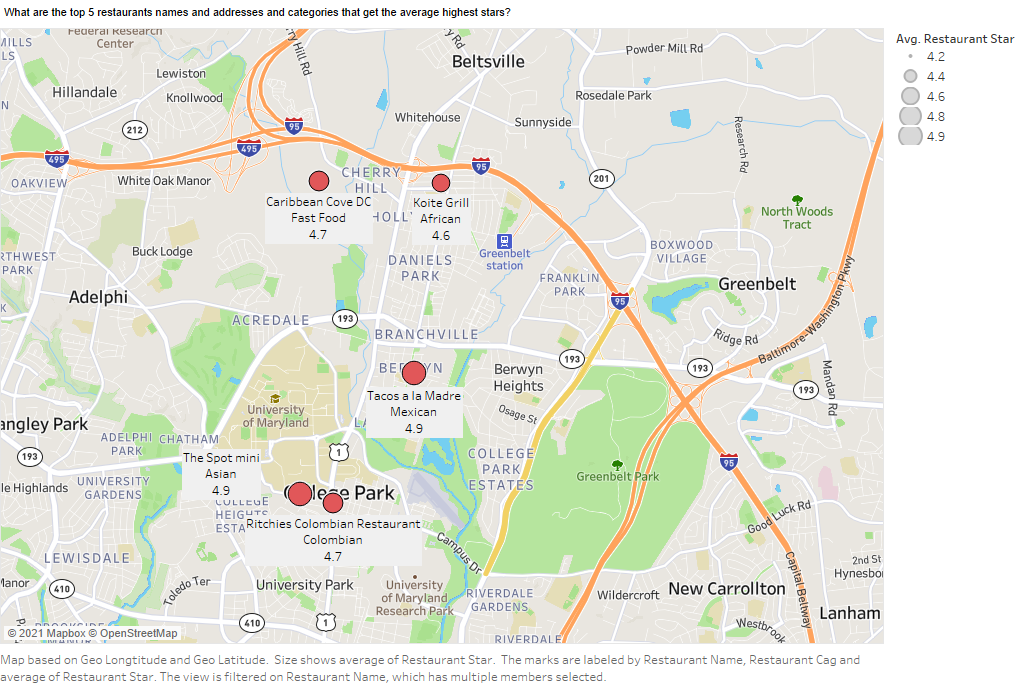 What are the top 5 restaurants names and addresses and categories that get the average highest stars?
Federal Research
Center
Powder Mill Rd
Beltsville
Lewiston
Hillandale
Knollwood
Rosedale Park
Whitehouse
Sunnyside
Research Rd
212
95
495
495
95
201
OAKVIEW
White Oak Manor
CHERRY
HILL
Caribbean Cove DC
Fast Food
4.7
Koite Grill
African
4.6
North Woods
Tract
Buck Lodge
Greenbelt
station
BOXWOOD
VILLAGE
DANIELS
PARK
FRANKLIN
PARK
Greenbelt
Adelphi
95
ACREDALE
193
BRANCHVILLE
Ridge Rd
Baltimore-Washington Pkwy
193
193
193
Mandan Rd
Berwyn
Heights
Tacos a la Madre
Mexican
4.9
Osage St
University
of Maryland
ADELPHI
PARK
CHATHAM
193
1
The Spot mini
Asian
4.9
COLLEGE
PARK
ESTATES
Greenbelt Park
95
UNIVERSITY
GARDENS
COLLEGE
HEIGHTS
Ritchies Colombian Restaurant
Colombian
4.7
Good Luck Rd
Campus Dr
LEWISDALE
Capital Beltway
2nd St
Toledo Ter
University Park
University
of Maryland
Research Park
RIVERDALE
GARDENS
Wildercroft
New Carrollton
Lanham
410
410
1
RIVERDALE
© 2021 Mapbox © OpenStreetMap
Avg. Restaurant Star
4.2
4.4
4.6
4.8
4.9
Map based on Geo Longtitude and Geo Latitude. Size shows average of Restaurant Star. The marks are labeled by Restaurant Name, Restaurant Cag and
average of Restaurant Star. The view is filtered on Restaurant Name, which has multiple members selected.